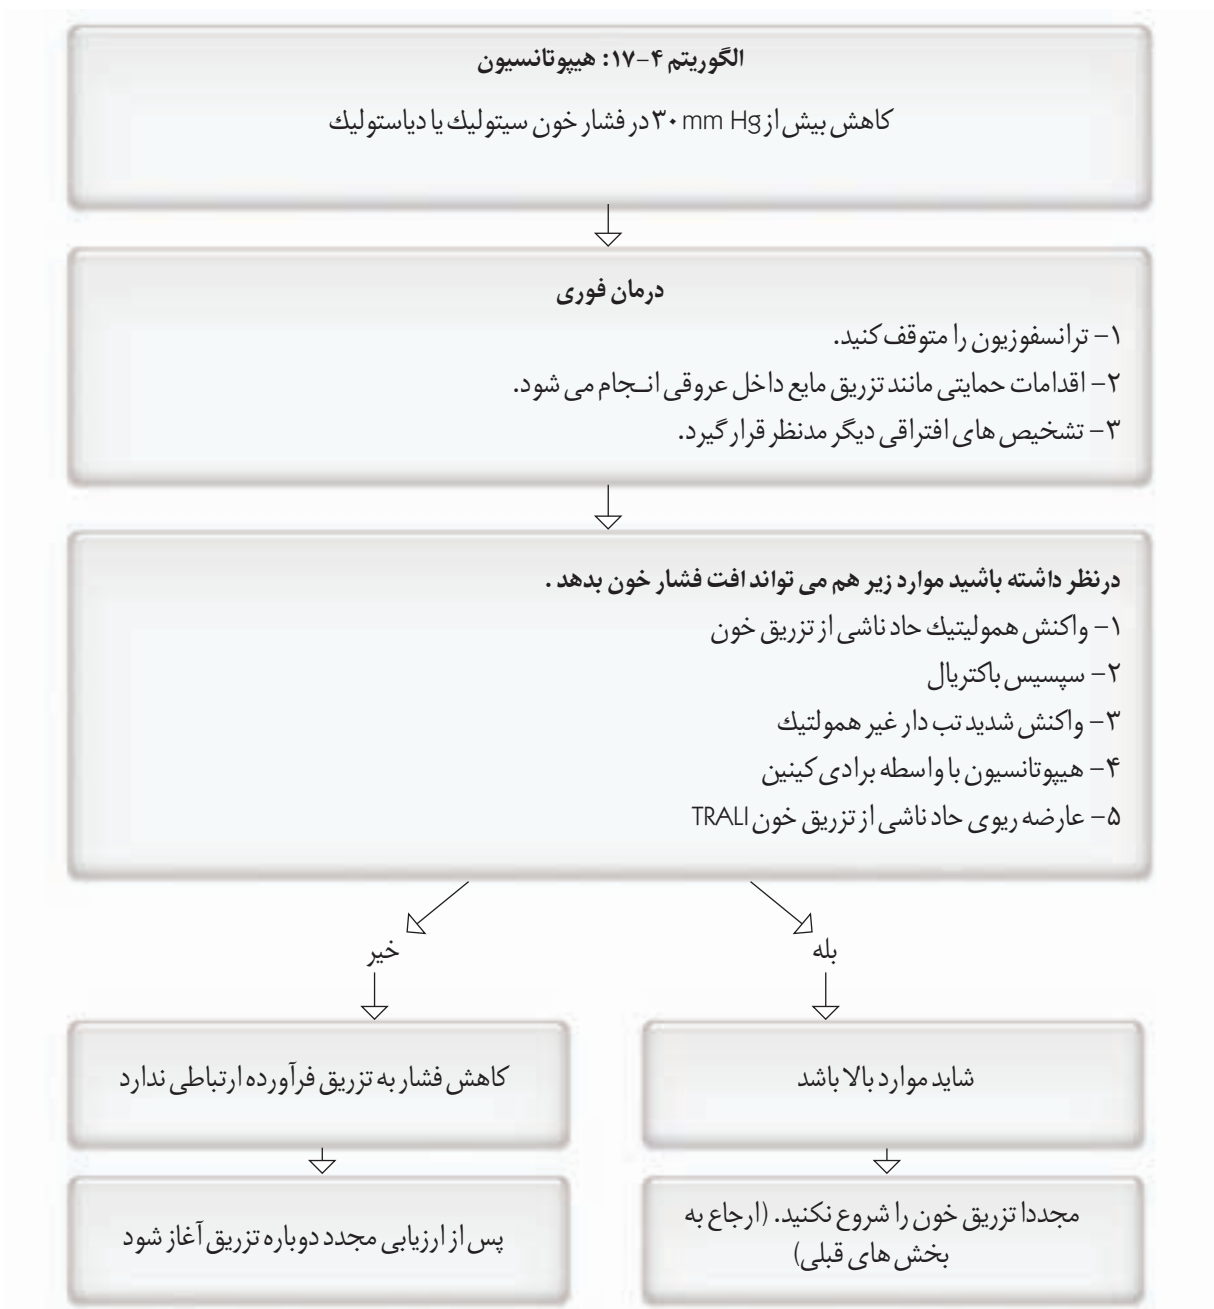 الگوریتم ۴-۱۷: هیپوتانسیون
کاهش بیش از ۳۰ mm Hg در فشار خون سیتولیك یا دیاستولیك
درمان فوری
۱- ترانسفوزیون را متوقف کنید.
۲- اقدامات حمایتی مانند تزریق مایع داخل عروقی انـجام می شود.
۳- تشخیص های افتراقی دیگر مدنظر قرار گیرد.
درنظر داشته باشید موارد زیر هم می تواند افت فشار خون بدهد .
۱- واکنش همولیتیك حاد ناشی از تزریق خون
۲- سپسیس باکتریال
۳- واکنش شدید تب دار غیر همولتیك
۴- هیپوتانسیون با واسطه برادی کینین
۵- عارضه ریوی حاد ناشی از تزریق خون TRALI
بله
خیر
شاید موارد بالا باشد
کاهش فشار به تزریق فرآورده ارتباطی ندارد
مجددا تزریق خون را شروع نکنید. (ارجاع به
بخش های قبلی)
پس از ارزیابی مجدد دوباره تزریق آغاز شود